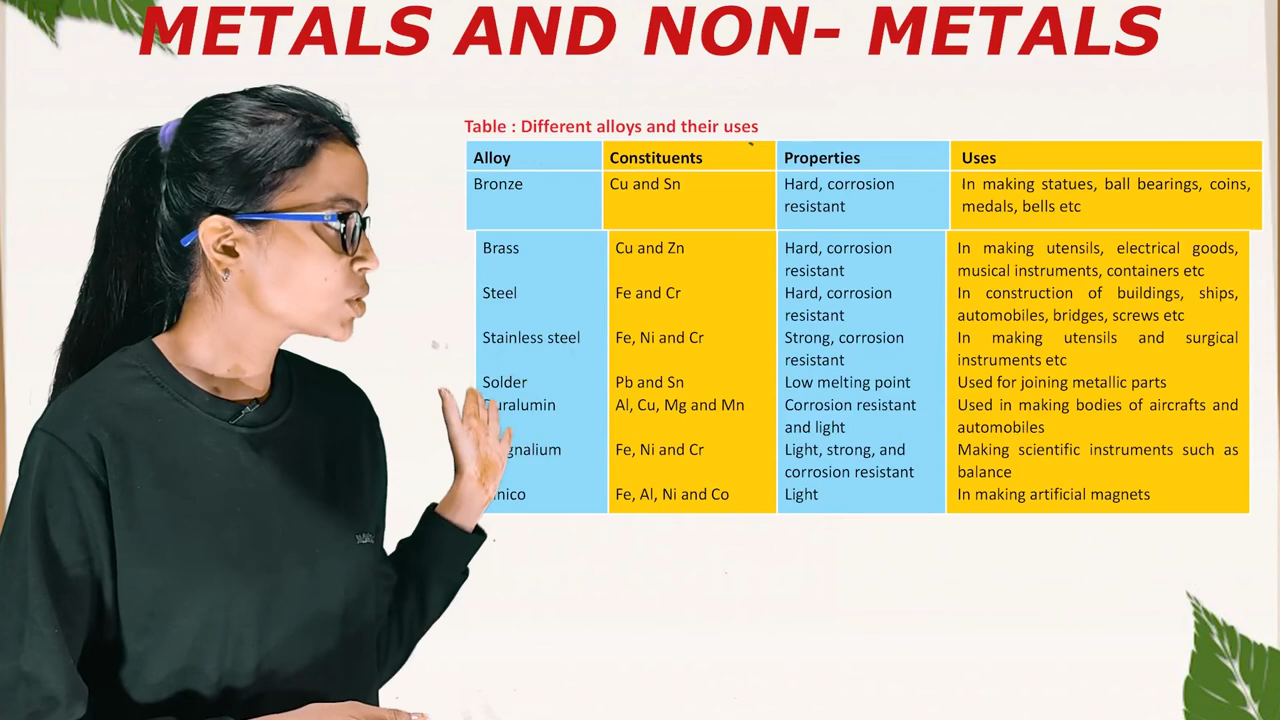 METALS AND NON- METALS
Table : Different alloys and their uses
Alloy Constituents Properties Uses
Bronze Cu and Sn Hard, corrosion In making statues, ball bearings, coins,
resistant medals, bells etc
Brass Cu and Zn Hard, corrosion In making utensils, electrical goods,
resistant musical instruments, containers etc
Steel Fe and Cr Hard, corrosion In construction of buildings, ships,
resistant automobiles, bridges, screws etc
Stainless steel Fe, Ni and Cr Strong, corrosion In making utensils and surgical
resistant instruments etc
Solder Pb and Sn Low melting point Used for joining metallic parts
uralumin Al, Cu, Mg and Mn Corrosion resistant Used in making bodies of aircrafts and
and light automobiles
gnalium Fe, Ni and Cr Light, strong, and Making scientific instruments such as
corrosion resistant balance
nico Fe, Al, Ni and Co Light In making artificial magnets